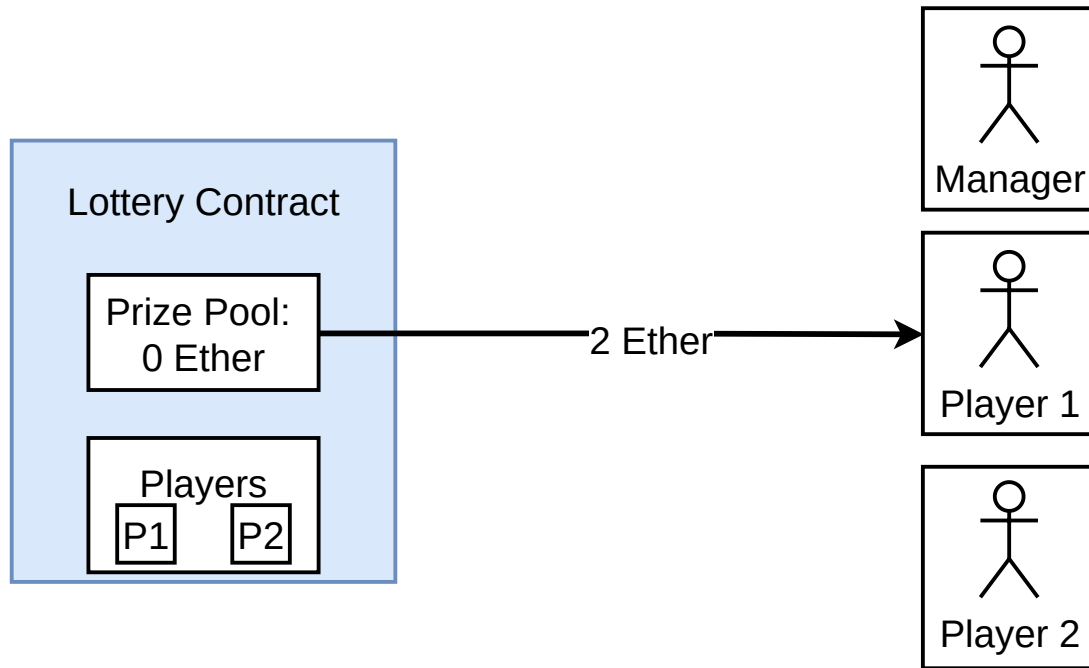 Manager
Lottery Contract
Prize Pool:
0 Ether
2 Ether
Player 1
Players
P1 P2
Player 2